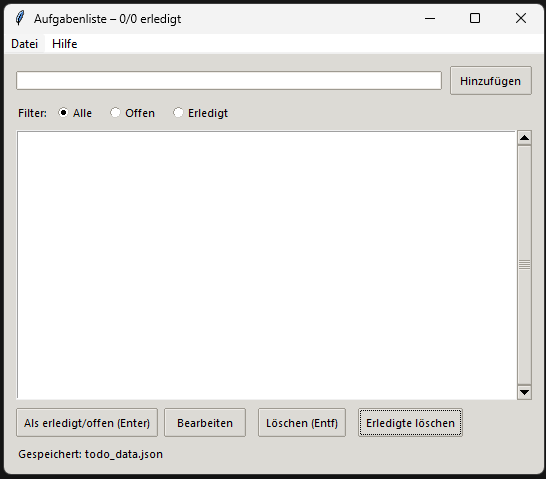 Aufgabenliste – 0/0 erledigt
Datei Hilfe
Hinzufügen
Filter: Alle Offen Erledigt
Als erledigt/offen (Enter) Bearbeiten Löschen (Entf) Erledigte löschen
Gespeichert: todo_data.json